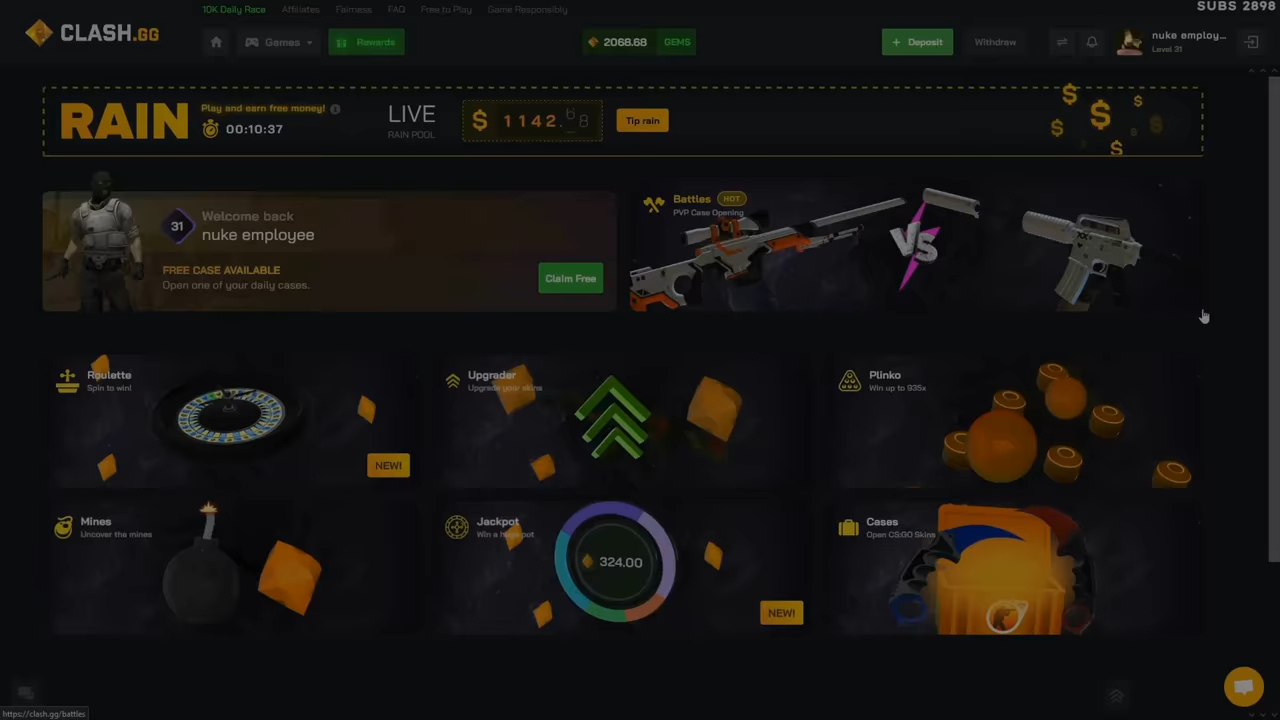 10K Daily Race Affiliates Fairness FAQ Free to Play Game Responsibly
SUBS 2898
CLASH.GG
Games
Rewards
2068.68 GEMS
+ Deposit
Withdraw
nuke employ...
Level 31
RAIN
Play and earn free money!
00:10:37
LIVE
RAIN POOL
$ 1142.
Tip rain
31
Welcome back
nuke employee
FREE CASE AVAILABLE
Open one of your daily cases.
Claim Free
Battles HOT
PVP Case Opening
VS
Roulette
Spin to win!
NEW!
Upgrader
Upgrade your skins
Plinko
Win up to 935x
Mines
Uncover the mines
Jackpot
Win a huge pot
324.00
NEW!
Cases
Open CS:GO Skins
https://clash.gg/battles